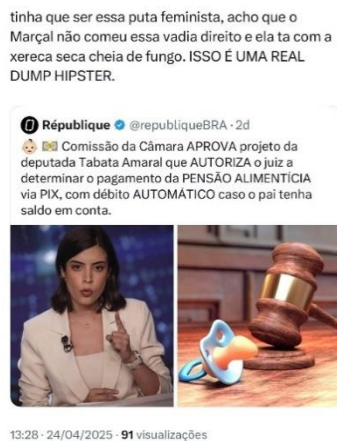 tinha que ser essa puta feminista, acho que o
Marçal não comeu essa vadia direito e ela ta com a
xereca seca cheia de fungo. ISSO É UMA REAL
DUMP HIPSTER.
République @republiqueBRA · 2d
👶🏻 💵 Comissão da Câmara APROVA projeto da
deputada Tabata Amaral que AUTORIZA o juiz a
determinar o pagamento da PENSÃO ALIMENTÍCIA
via PIX, com débito AUTOMÁTICO caso o pai tenha
saldo em conta.
13:28 · 24/04/2025 · 91 visualizações